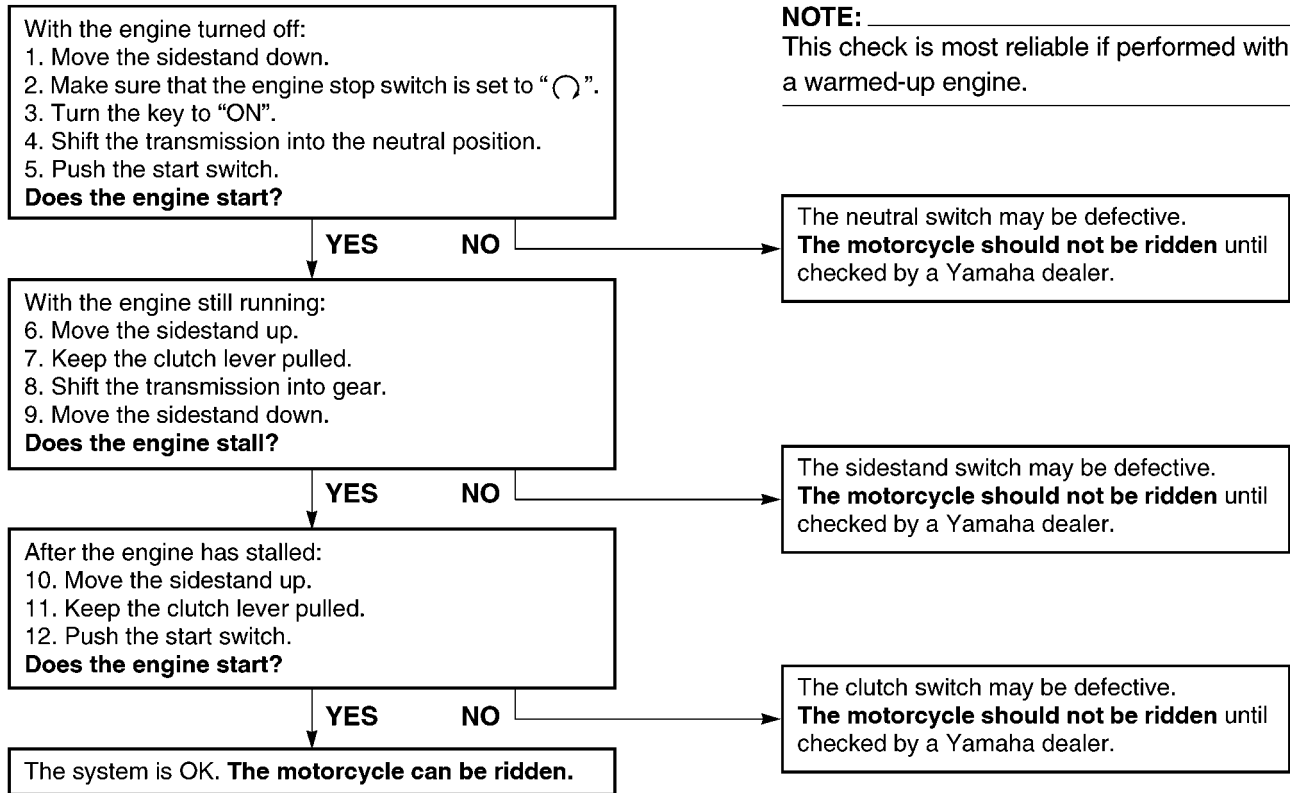 With the engine turned off:
1. Move the sidestand down.
2. Make sure that the engine stop switch is set to “ ”.
3. Turn the key to “ON”.
4. Shift the transmission into the neutral position.
5. Push the start switch.
Does the engine start?
NOTE:
This check is most reliable if performed with
a warmed-up engine.
YES NO
The neutral switch may be defective.
The motorcycle should not be ridden until
checked by a Yamaha dealer.
With the engine still running:
6. Move the sidestand up.
7. Keep the clutch lever pulled.
8. Shift the transmission into gear.
9. Move the sidestand down.
Does the engine stall?
YES NO
The sidestand switch may be defective.
The motorcycle should not be ridden until
checked by a Yamaha dealer.
After the engine has stalled:
10. Move the sidestand up.
11. Keep the clutch lever pulled.
12. Push the start switch.
Does the engine start?
YES NO
The clutch switch may be defective.
The motorcycle should not be ridden until
checked by a Yamaha dealer.
The system is OK. The motorcycle can be ridden.